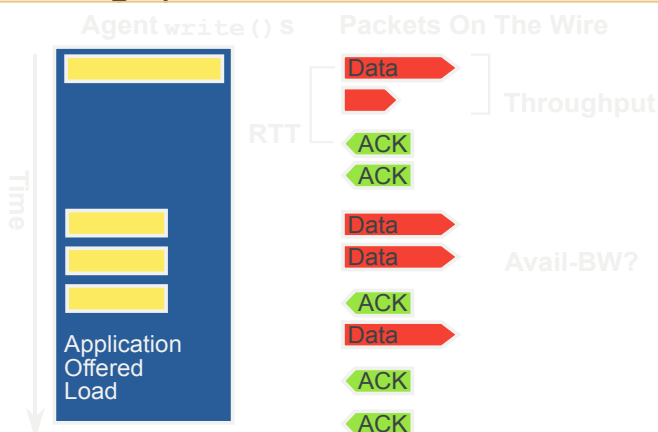 Agent write()s
Packets On The Wire
Data
Throughput
RTT
ACK
ACK
Time
Data
Data
Avail-BW?
ACK
Data
Application
Offered
Load
ACK
ACK